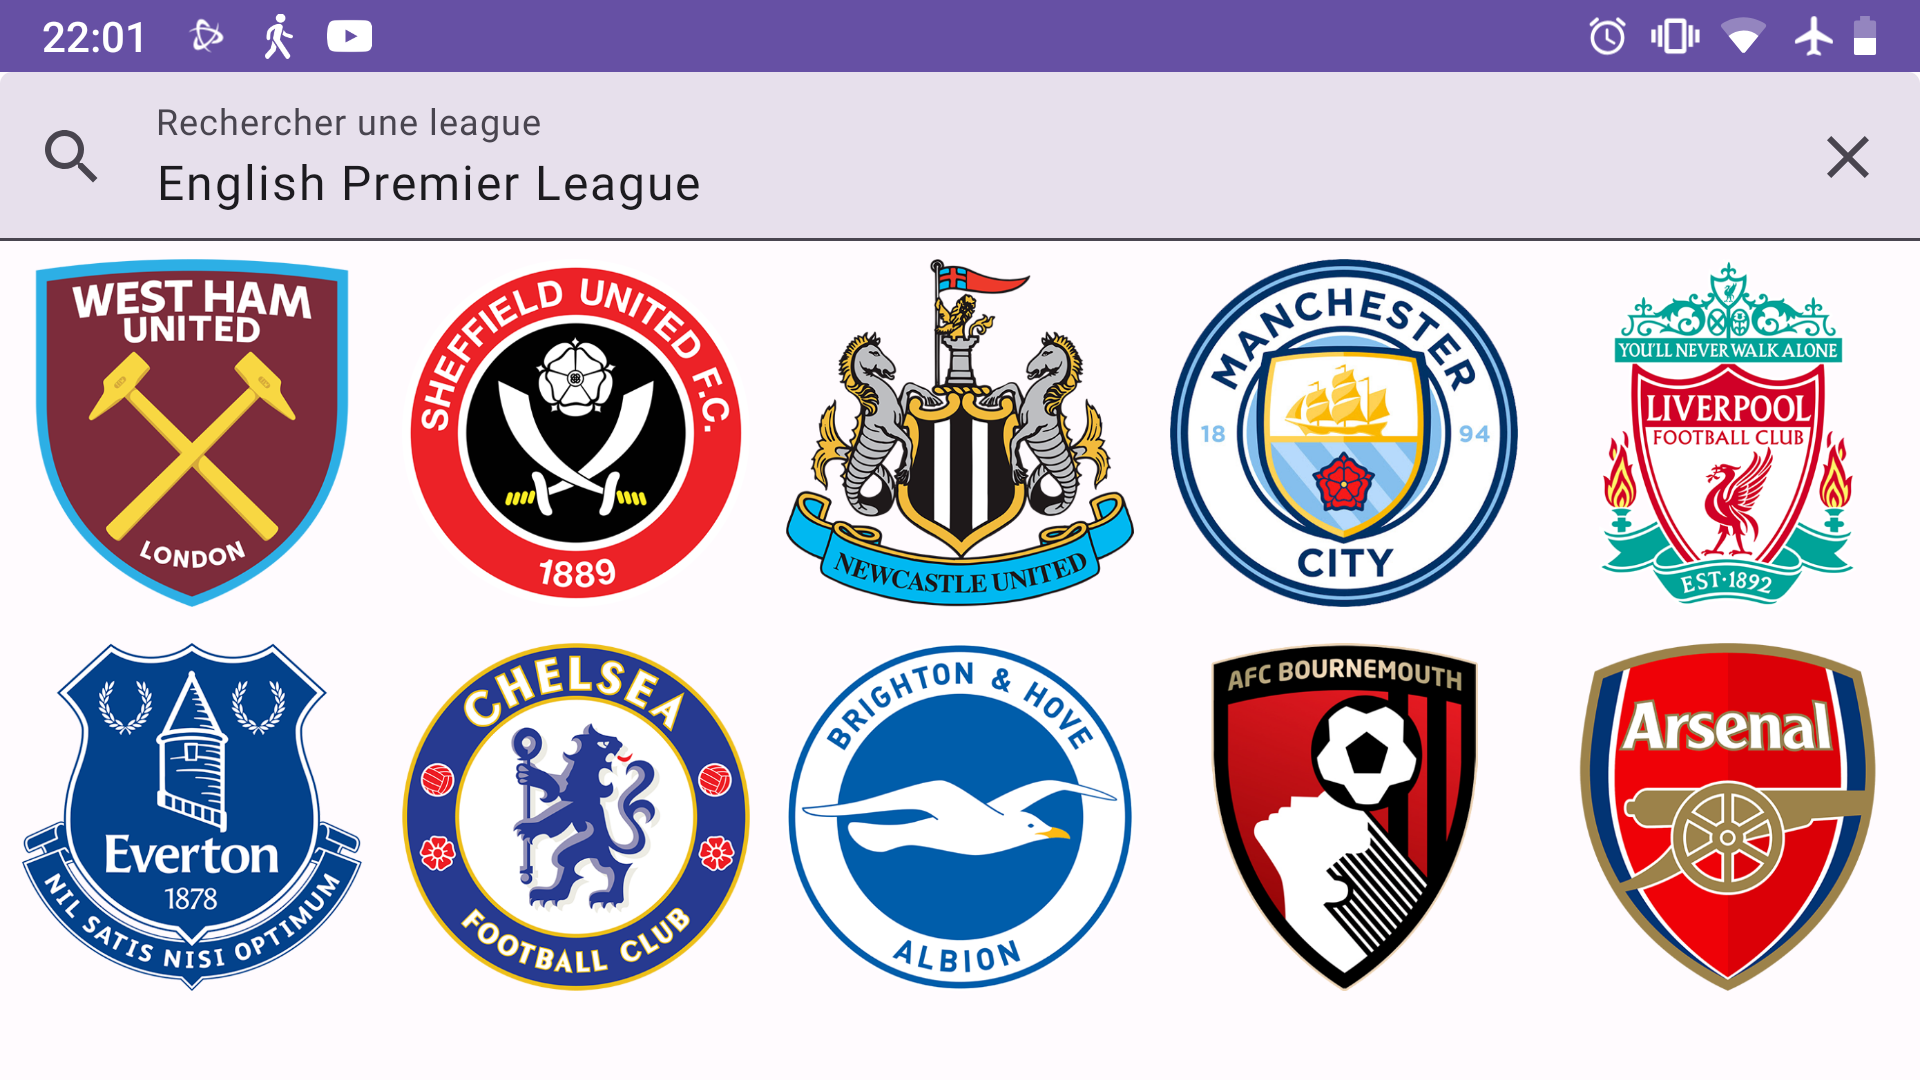 22:01
Rechercher une league
English Premier League
WEST HAM
UNITED
LONDON
SHEFFIELD UNITED F.C.
1889
NEWCASTLE UNITED
MANCHESTER
18 94
CITY
YOU'LL NEVER WALK ALONE
LIVERPOOL
FOOTBALL CLUB
EST·1892
Everton
1878
NIL SATIS NISI OPTIMUM
CHELSEA
FOOTBALL CLUB
BRIGHTON & HOVE
ALBION
AFC BOURNEMOUTH
Arsenal